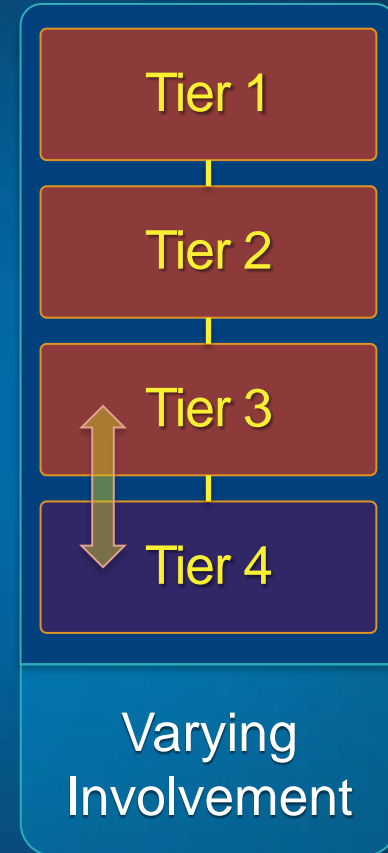 Tier 1
Tier 2
Tier 3
Tier 4
Varying
Involvement